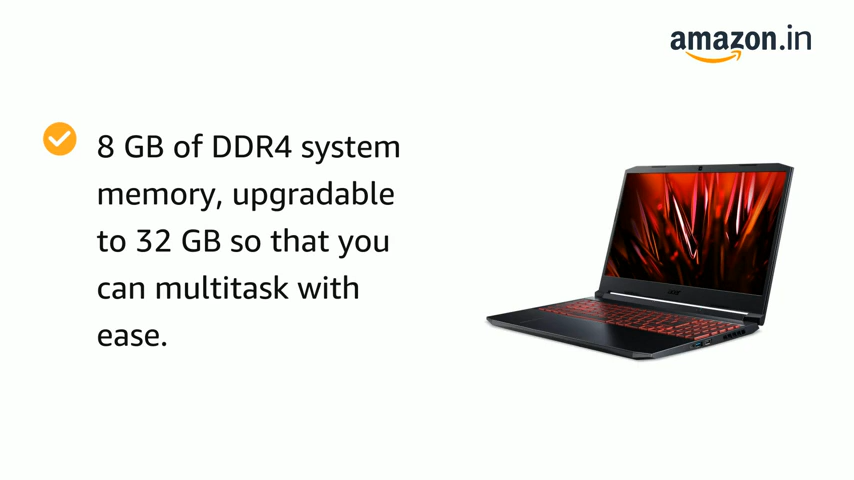 amazon.in
8 GB of DDR4 system
memory, upgradable
to 32 GB so that you
can multitask with
ease.
acer